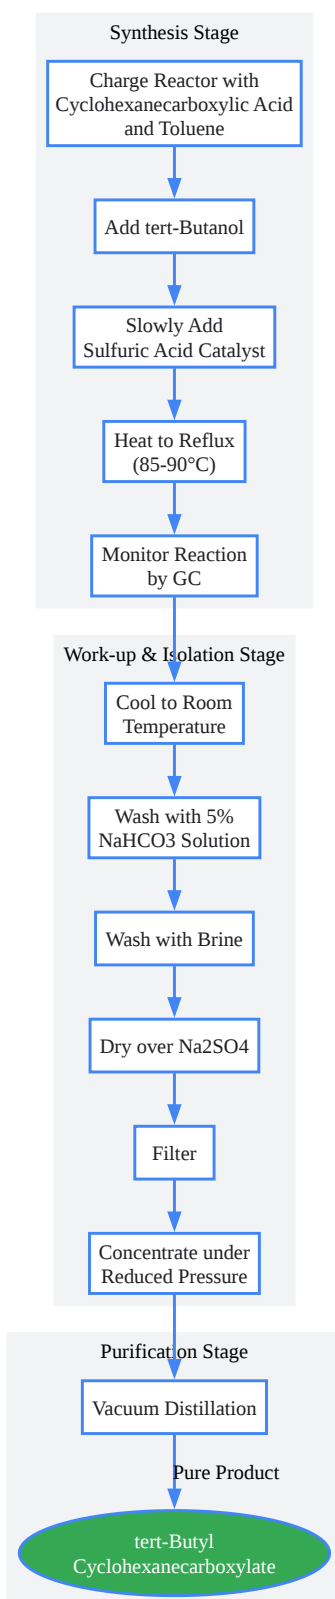 Synthesis Stage
Charge Reactor with
Cyclohexanecarboxylic Acid
and Toluene
Add tert-Butanol
Slowly Add
Sulfuric Acid Catalyst
Heat to Reflux
(85-90°C)
Monitor Reaction
by GC
Work-up & Isolation Stage
Cool to Room
Temperature
Wash with 5%
NaHCO3 Solution
Wash with Brine
Dry over Na2SO4
Filter
Concentrate under
Reduced Pressure
Purification Stage
Vacuum Distillation
Pure Product
tert-Butyl
Cyclohexanecarboxylate